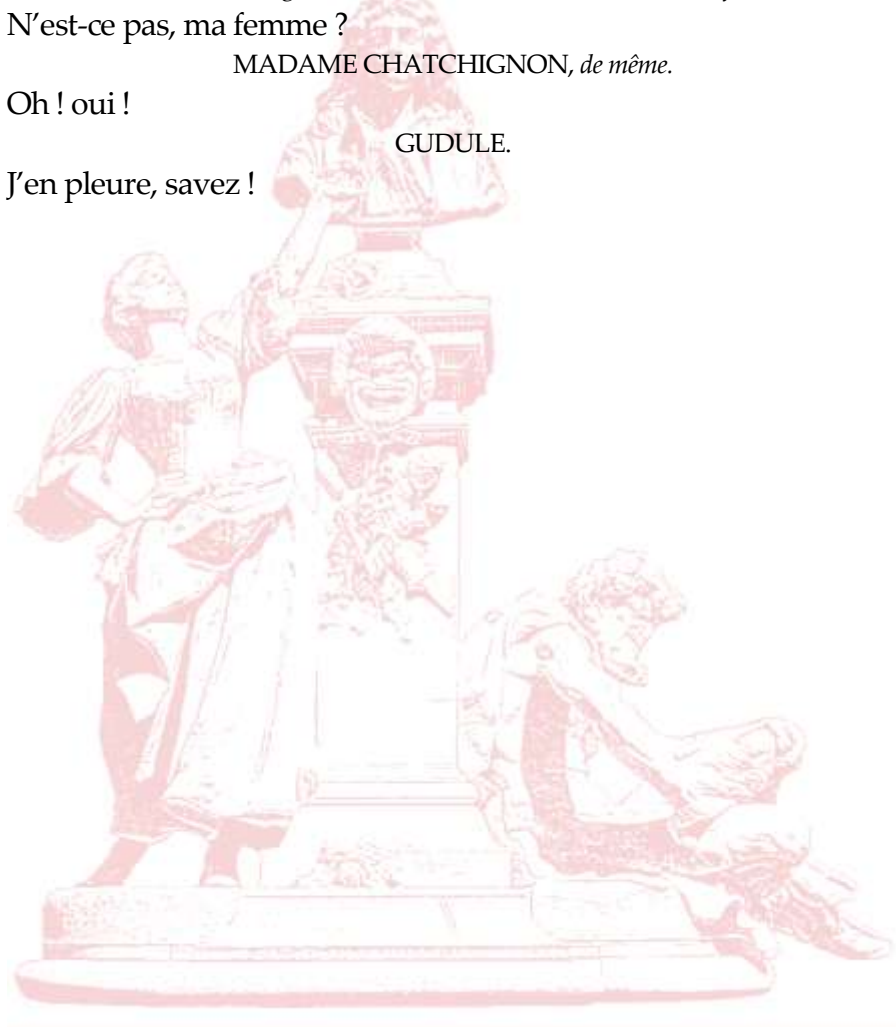 N’est-ce pas, ma femme ?
MADAME CHATCHIGNON, de même.
Oh ! oui !
GUDULE.
J’en pleure, savez !